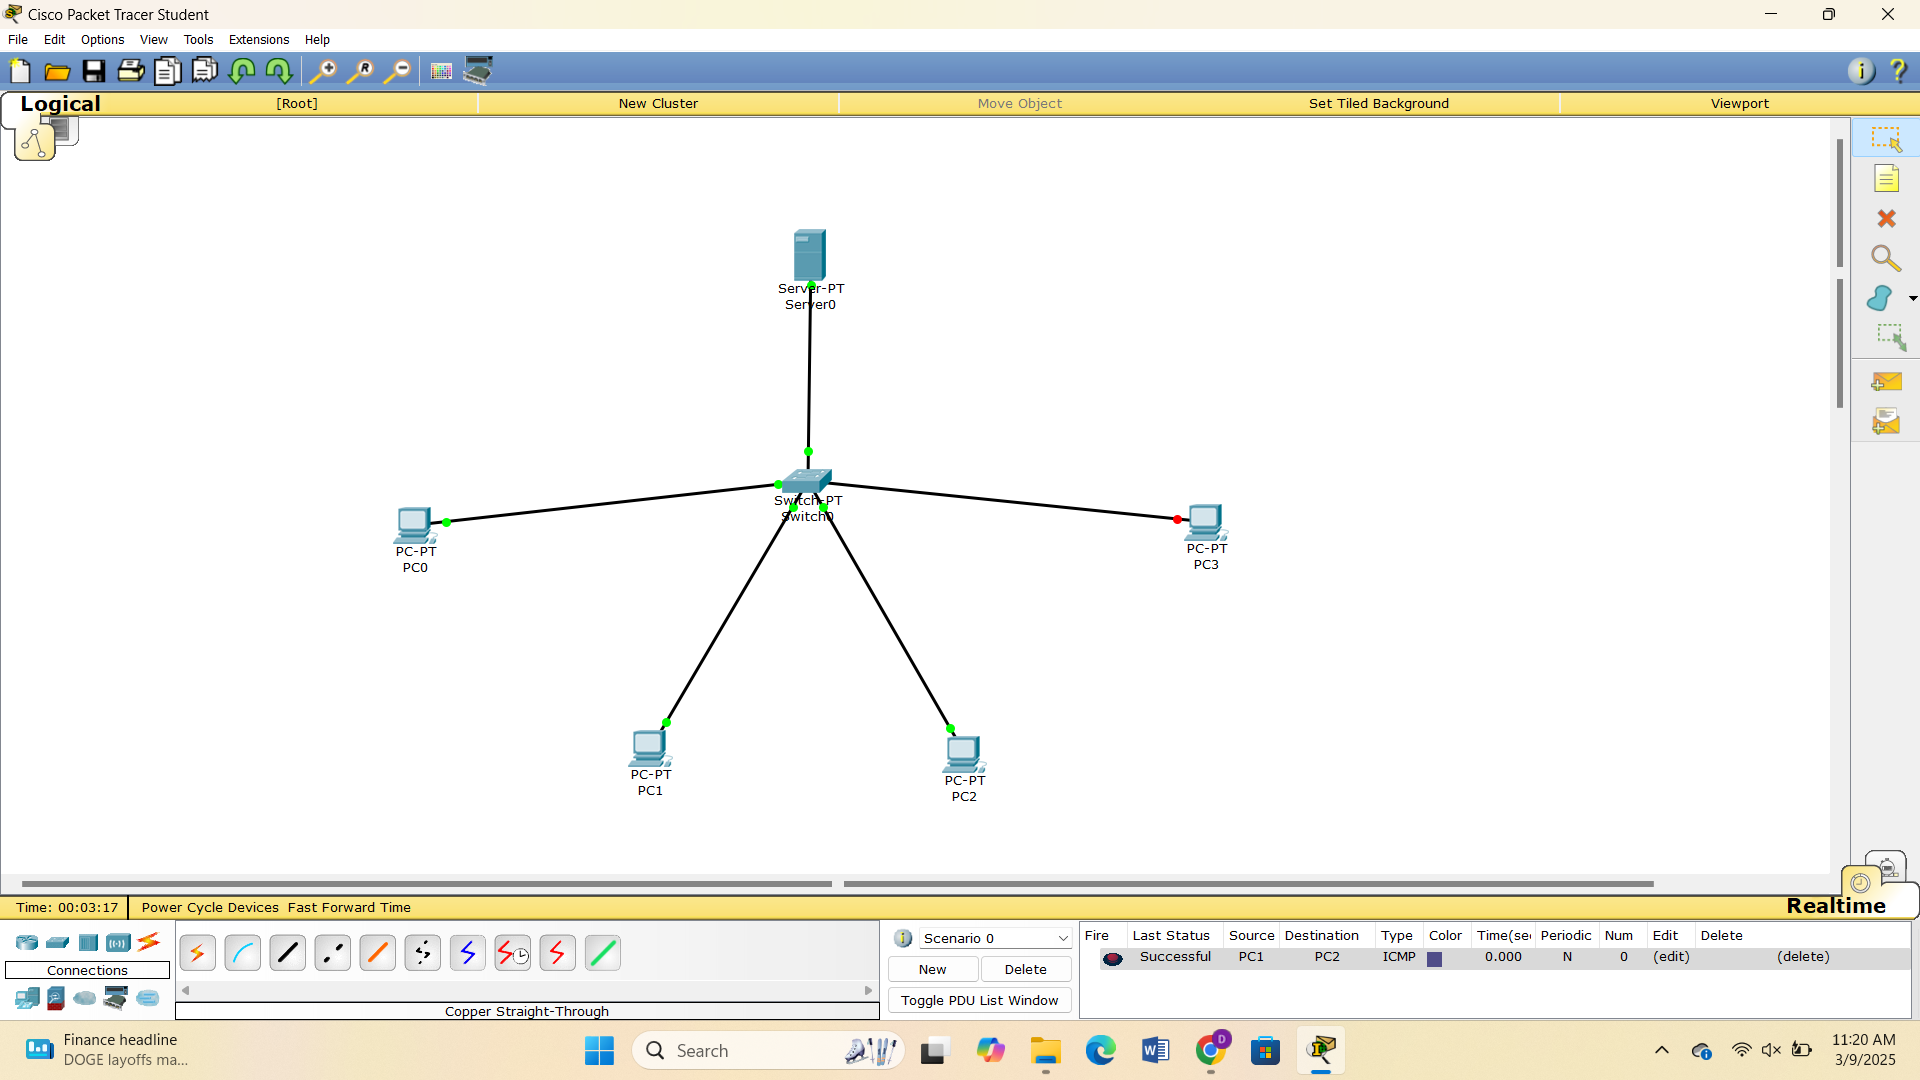 Cisco Packet Tracer Student
File Edit Options View Tools Extensions Help
Logical [Root] New Cluster Move Object Set Tiled Background Viewport
Server-PT
Server0
Switch-PT
Switch0
PC-PT
PC0
PC-PT
PC3
PC-PT
PC1
PC-PT
PC2
Time: 00:03:17 Power Cycle Devices Fast Forward Time Realtime
Connections
Copper Straight-Through
Scenario 0
New Delete
Toggle PDU List Window
Fire Last Status Source Destination Type Color Time(sec Periodic Num Edit Delete
Successful PC1 PC2 ICMP 0.000 N 0 (edit) (delete)
Finance headline
DOGE layoffs ma...
Search
11:20 AM
3/9/2025